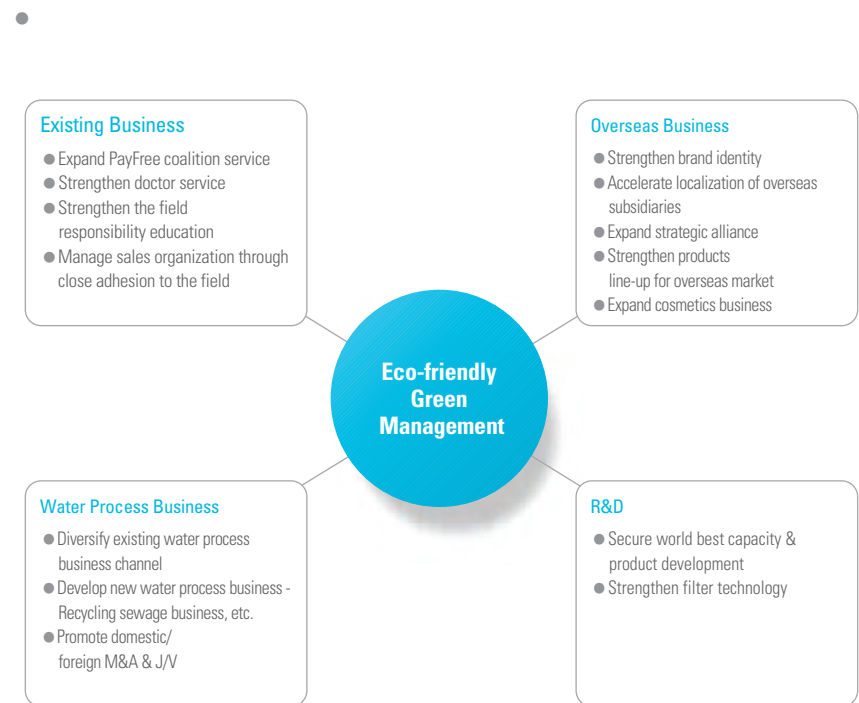 Existing Business
● Expand PayFree coalition service
● Strengthen doctor service
● Strengthen the field
responsibility education
● Manage sales organization through
close adhesion to the field
Overseas Business
● Strengthen brand identity
● Accelerate localization of overseas
subsidiaries
● Expand strategic alliance
● Strengthen products
line-up for overseas market
● Expand cosmetics business
Eco-friendly
Green
Management
Water Process Business
● Diversify existing water process
business channel
● Develop new water process business -
Recycling sewage business, etc.
● Promote domestic/
foreign M&A & J/V
R&D
● Secure world best capacity &
product development
● Strengthen filter technology